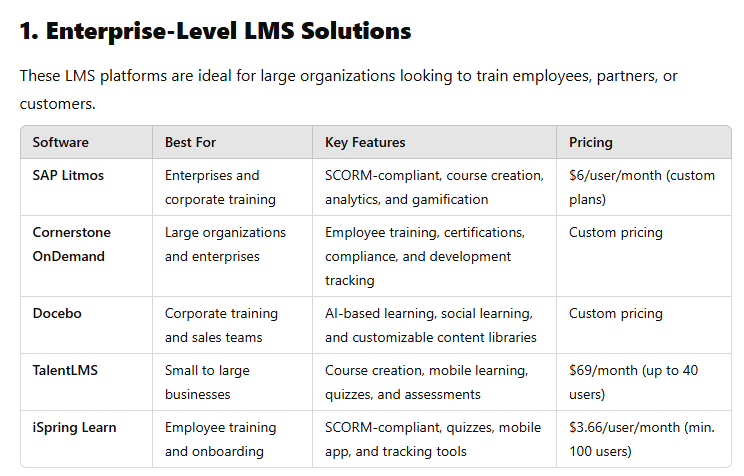 1. Enterprise-Level LMS Solutions
These LMS platforms are ideal for large organizations looking to train employees, partners, or
customers.
Software Best For Key Features Pricing
SAP Litmos Enterprises and SCORM-compliant, course creation, $6/user/month (custom
corporate training analytics, and gamification plans)
Cornerstone Large organizations Employee training, certifications, Custom pricing
OnDemand and enterprises compliance, and development
tracking
Docebo Corporate training AI-based learning, social learning, Custom pricing
and sales teams and customizable content libraries
TalentLMS Small to large Course creation, mobile learning, $69/month (up to 40
businesses quizzes, and assessments users)
iSpring Learn Employee training SCORM-compliant, quizzes, mobile $3.66/user/month (min.
and onboarding app, and tracking tools 100 users)